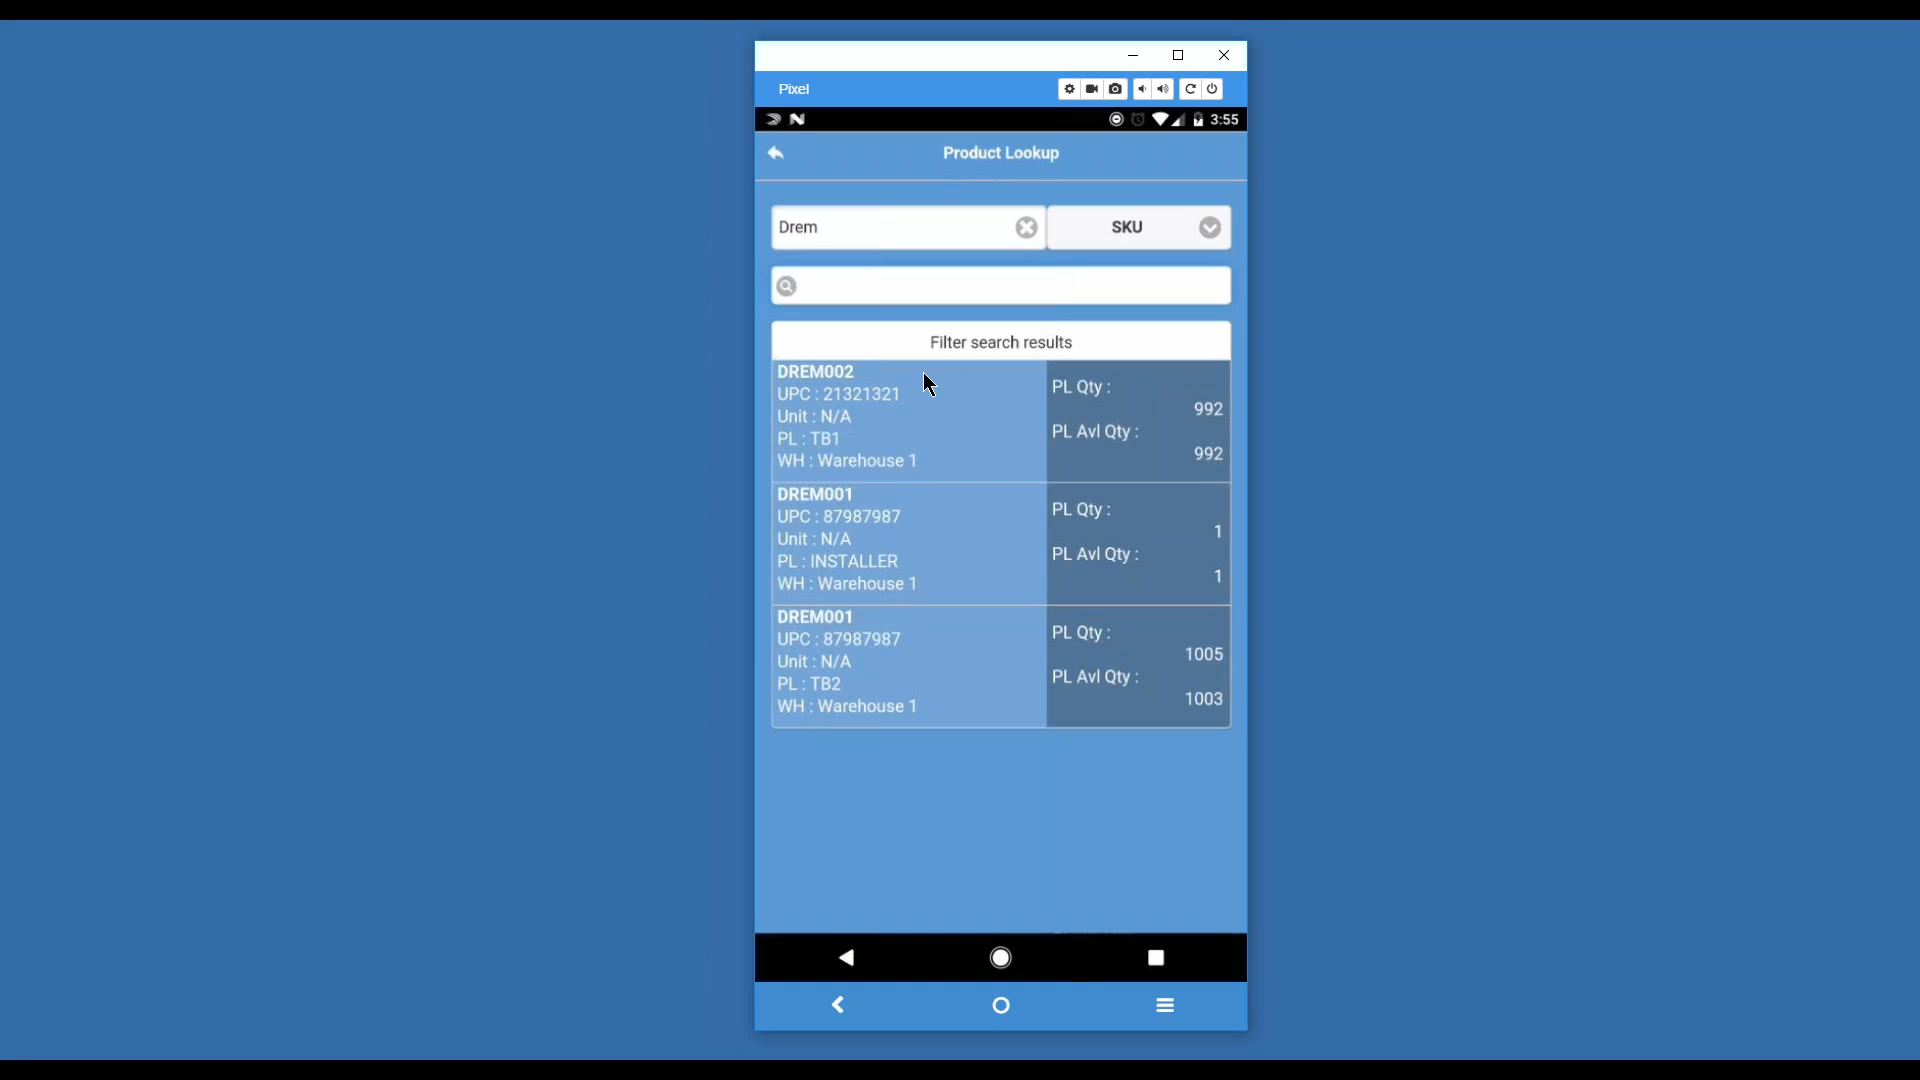 Pixel
3:55
Product Lookup
Drem
SKU
Filter search results
DREM002
UPC : 21321321
Unit : N/A
PL : TB1
WH : Warehouse 1
PL Qty :
992
PL Avl Qty :
992
DREM001
UPC : 87987987
Unit : N/A
PL : INSTALLER
WH : Warehouse 1
PL Qty :
1
PL Avl Qty :
1
DREM001
UPC : 87987987
Unit : N/A
PL : TB2
WH : Warehouse 1
PL Qty :
1005
PL Avl Qty :
1003